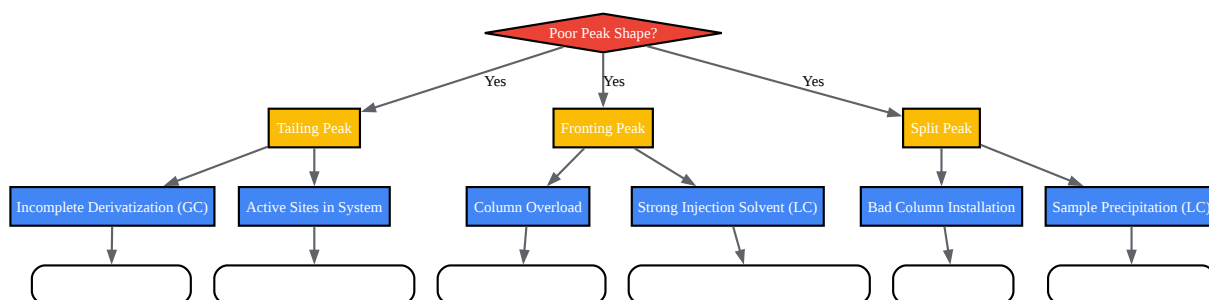 Poor Peak Shape?
Yes
Yes
Yes
Tailing Peak
Fronting Peak
Split Peak
Incomplete Derivatization (GC)
Active Sites in System
Column Overload
Strong Injection Solvent (LC)
Bad Column Installation
Sample Precipitation (LC)